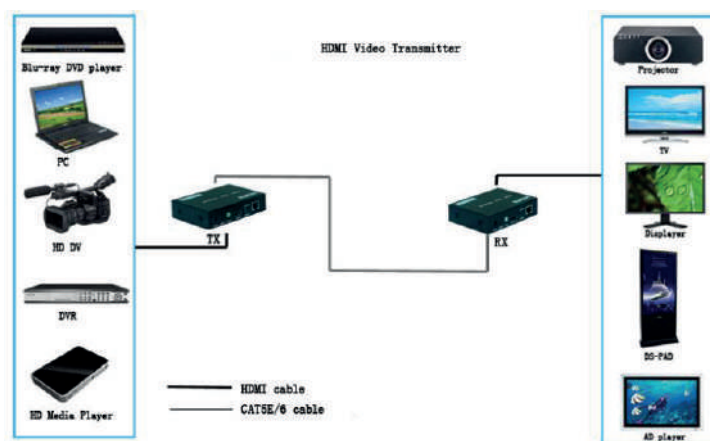 HDMI Video Transmitter
Blu-ray DVD player
PC
HD DV
DVR
HD Media Player
TX
RX
Projector
TV
Displayer
DS-PAD
AD player
HDMI cable
CAT5E/6 cable